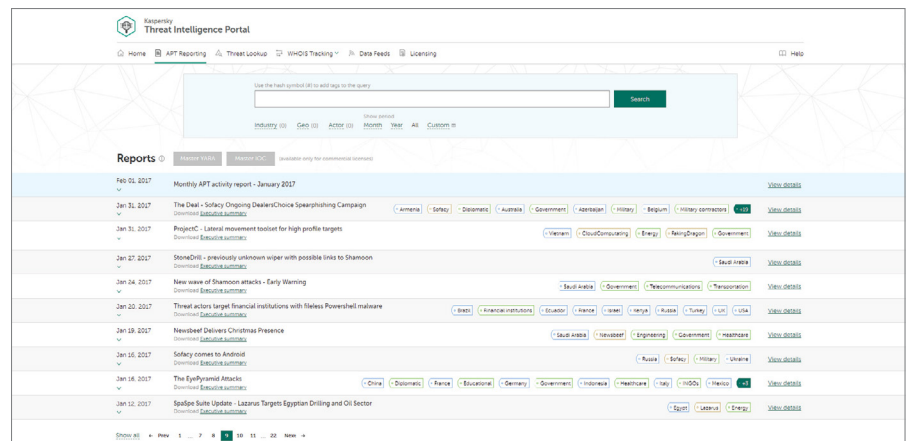 Kaspersky
Threat Intelligence Portal
Home APT Reporting Threat Lookup WHOIS Tracking Data Feeds Licensing Help
Use the hash symbol (#) to add tags to the query
Search
Show period
Industry (0) Geo (0) Actor (0) Month Year All Custom
Reports Master YARA Master IOC (available only for commercial licenses)
Feb 01, 2017 Monthly APT activity report - January 2017 View details
Jan 31, 2017 The Deal - Sofacy Ongoing DealersChoice Spearphishing Campaign Armenia Sofacy Diplomatic Australia Government Azerbaijan Military Belgium Military contractors +19 View details
Download Executive summary
Jan 31, 2017 ProjectC - Lateral movement toolset for high profile targets Vietnam CloudComputating Energy FakingDragon Government View details
Download Executive summary
Jan 27, 2017 StoneDrill - previously unknown wiper with possible links to Shamoon Saudi Arabia View details
Download Executive summary
Jan 24, 2017 New wave of Shamoon attacks - Early Warning Saudi Arabia Government Telecommunications Transportation View details
Download Executive summary
Jan 20, 2017 Threat actors target financial institutions with fileless Powershell malware Brazil Financial institutions Ecuador France Israel Kenya Russia Turkey UK USA View details
Download Executive summary
Jan 19, 2017 Newsbeef Delivers Christmas Presence Saudi Arabia Newsbeef Engineering Government Healthcare View details
Download Executive summary
Jan 16, 2017 Sofacy comes to Android Russia Sofacy Military Ukraine View details
Download Executive summary
Jan 16, 2017 The EyePyramid Attacks China Diplomatic France Educational Germany Government Indonesia Healthcare Italy NGOs Mexico +8 View details
Download Executive summary
Jan 12, 2017 SpaSpe Suite Update - Lazarus Targets Egyptian Drilling and Oil Sector Egypt Lazarus Energy View details
Download Executive summary
Show all ← Prev 1 ... 7 8 9 10 11 ... 22 Next →